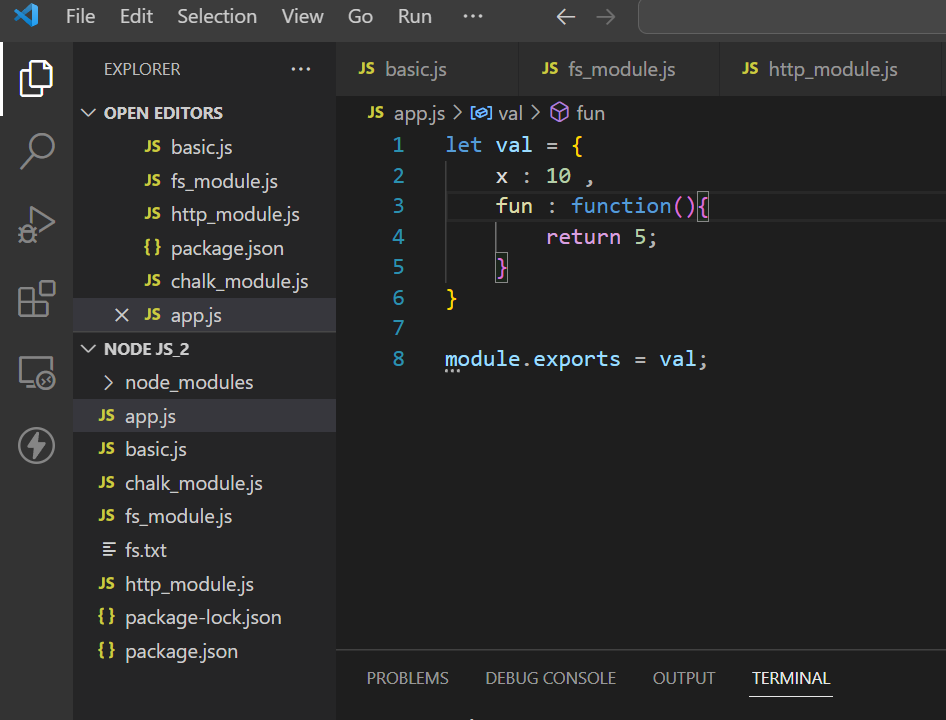 File Edit Selection View Go Run ···
EXPLORER ···
OPEN EDITORS
JS basic.js
JS fs_module.js
JS http_module.js
{} package.json
JS chalk_module.js
JS app.js
NODE JS_2
node_modules
JS app.js
JS basic.js
JS chalk_module.js
JS fs_module.js
fs.txt
JS http_module.js
{} package-lock.json
{} package.json
JS basic.js JS fs_module.js JS http_module.js
JS app.js > val > fun
1 let val = {
2 x : 10 ,
3 fun : function(){
4 return 5;
5 }
6 }
7
8 module.exports = val;
PROBLEMS DEBUG CONSOLE OUTPUT TERMINAL